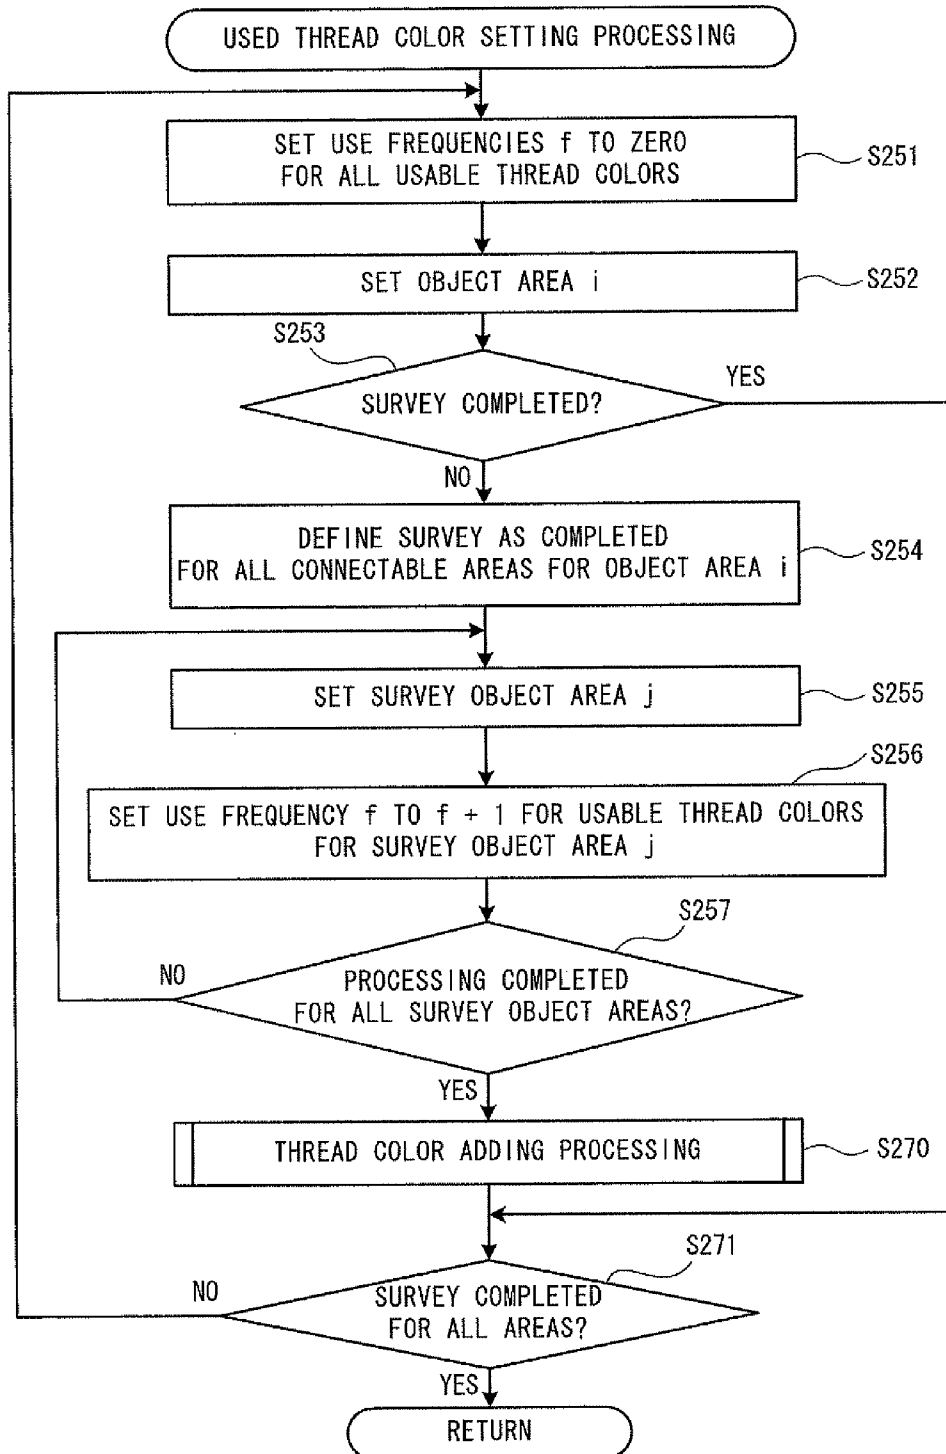 USED THREAD COLOR SETTING PROCESSING
SET USE FREQUENCIES f TO ZERO
FOR ALL USABLE THREAD COLORS
S251
SET OBJECT AREA i
S252
S253
SURVEY COMPLETED?
YES
NO
DEFINE SURVEY AS COMPLETED
FOR ALL CONNECTABLE AREAS FOR OBJECT AREA i
S254
SET SURVEY OBJECT AREA j
S255
S256
SET USE FREQUENCY f TO f + 1 FOR USABLE THREAD COLORS
FOR SURVEY OBJECT AREA j
S257
NO
PROCESSING COMPLETED
FOR ALL SURVEY OBJECT AREAS?
YES
THREAD COLOR ADDING PROCESSING
S270
S271
NO
SURVEY COMPLETED
FOR ALL AREAS?
YES
RETURN